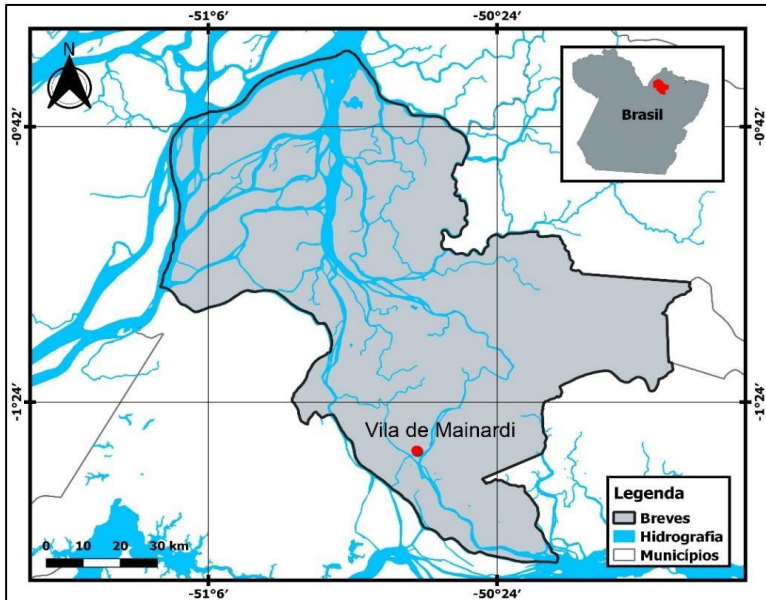 -51°6' -50°24'
N
Brasil
-0°42' -0°42'
-1°24' -1°24'
Vila de Mainardi
Legenda
Breves
Hidrografia
Municípios
0 10 20 30 km
-51°6' -50°24'